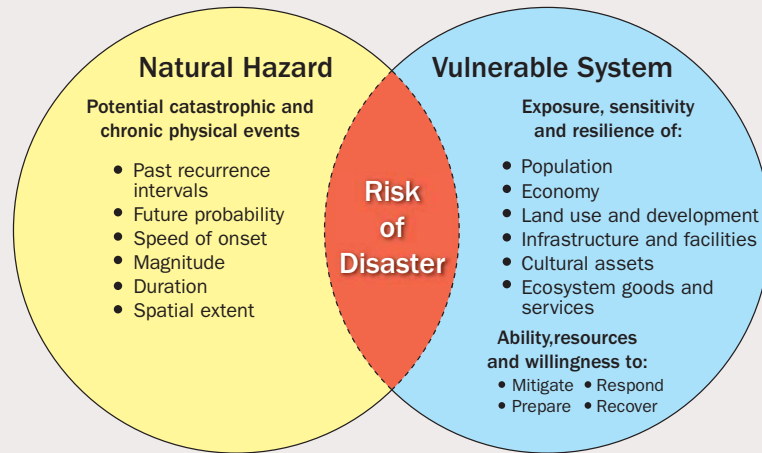 Natural Hazard
Potential catastrophic and
chronic physical events
• Past recurrence
intervals
• Future probability
• Speed of onset
• Magnitude
• Duration
• Spatial extent
Risk
of
Disaster
Vulnerable System
Exposure, sensitivity
and resilience of:
• Population
• Economy
• Land use and development
• Infrastructure and facilities
• Cultural assets
• Ecosystem goods and
services
Ability,resources
and willingness to:
• Mitigate • Respond
• Prepare • Recover